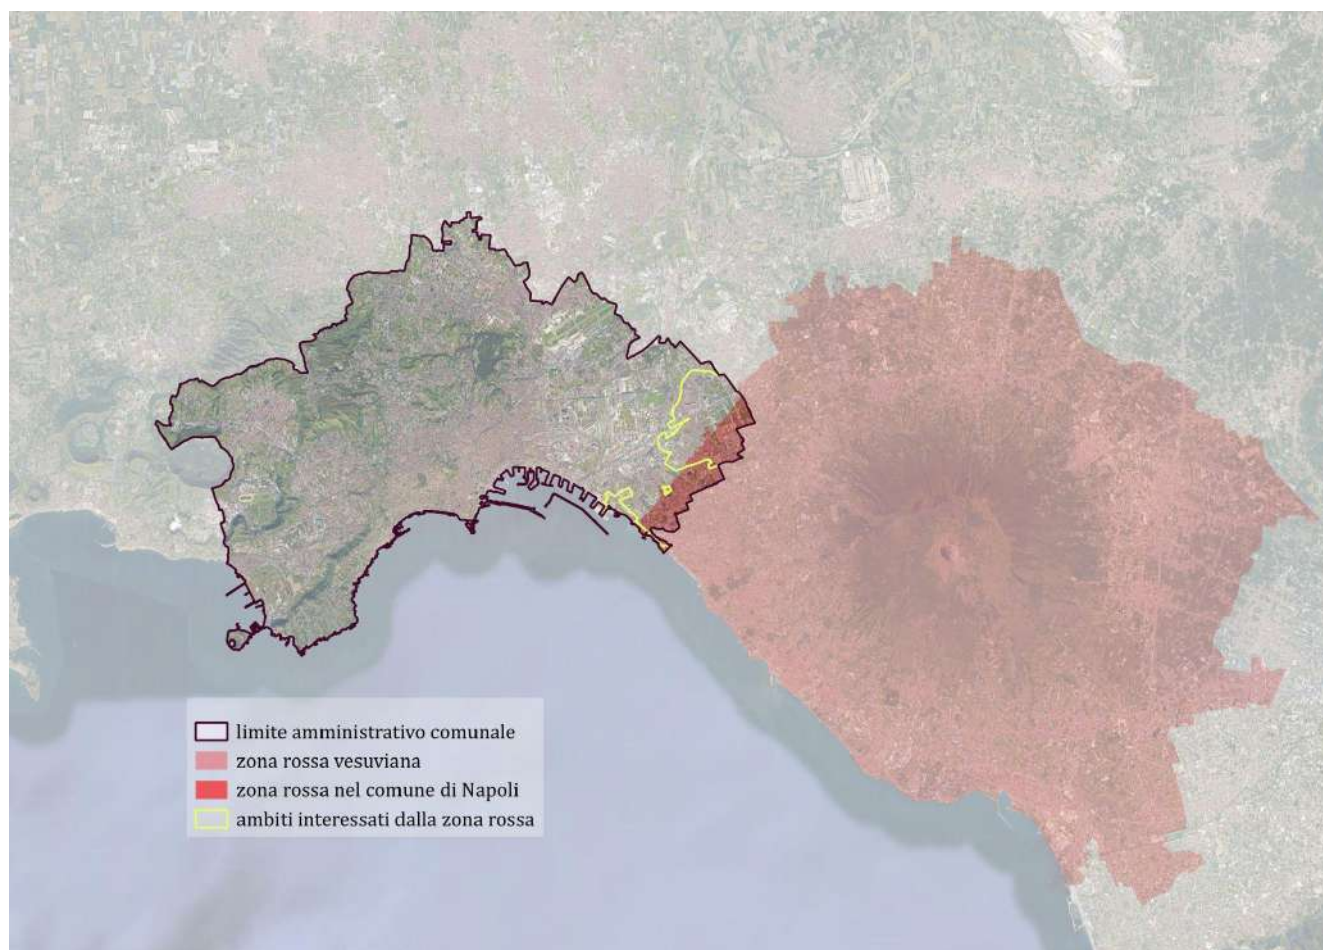 limite amministrativo comunale
zona rossa vesuviana
zona rossa nel comune di Napoli
ambiti interessati dalla zona rossa